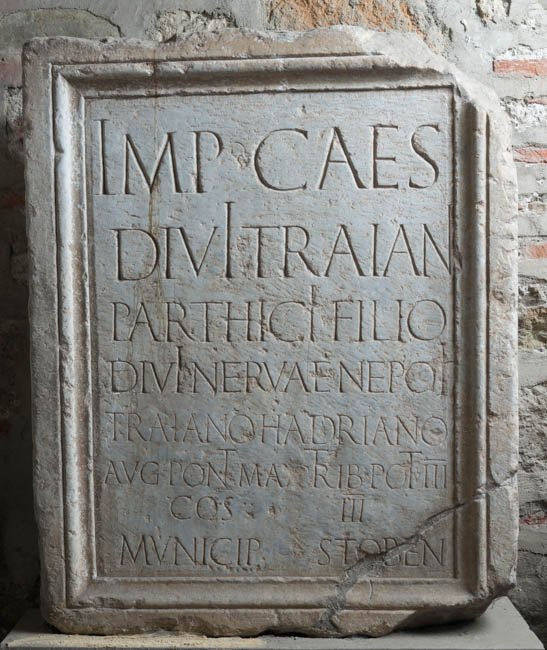 IMP CAES
DIVI TRAIAN
PARTHICI FILIO
DIVI NERVAE NEPOT
TRAIANO HADRIANO
AVG PONT MAX TRIB POT III
COS III
MVNICIP STOBEN